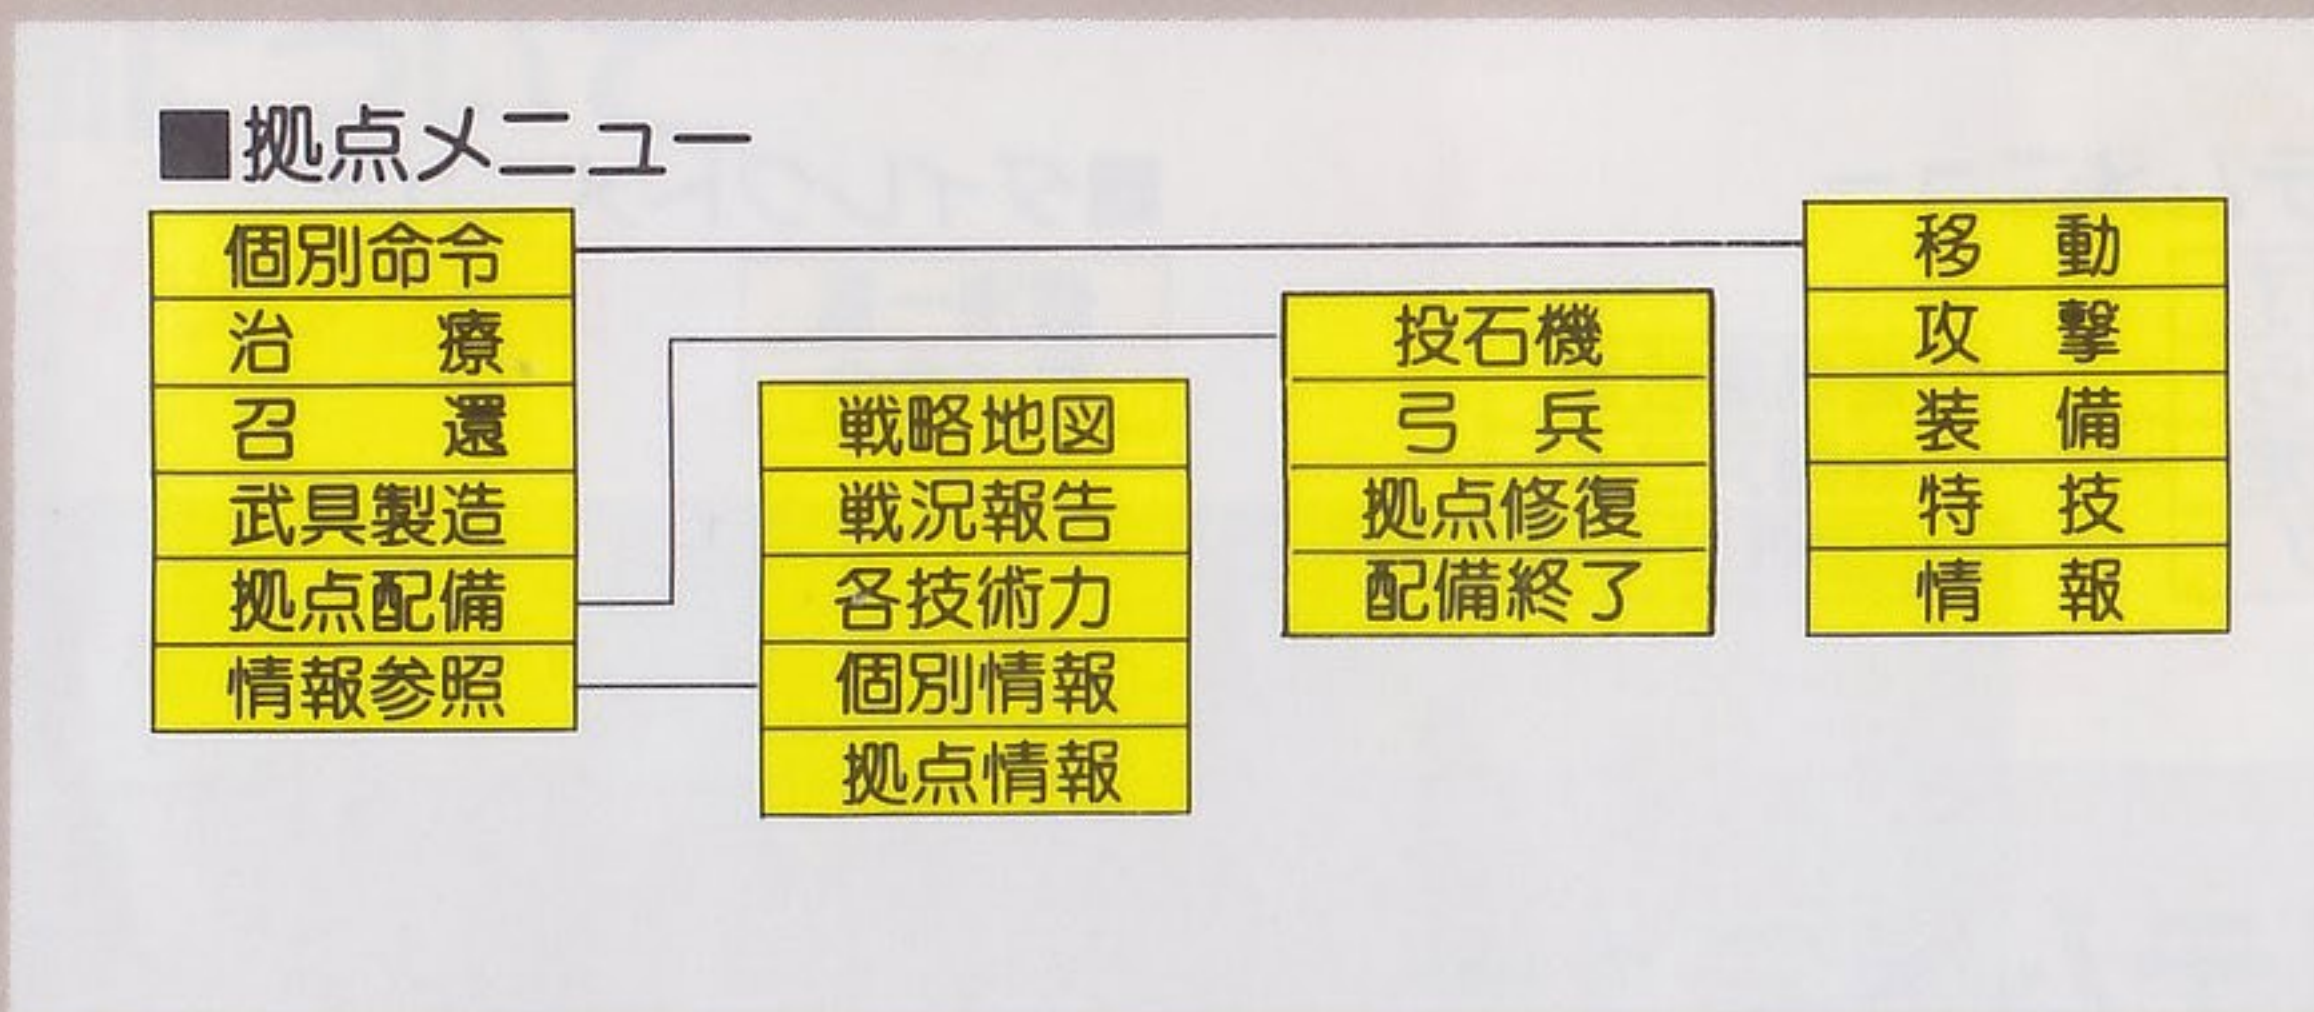 ■拠点メニュー
個別命令
治　療
召　還
武具製造
拠点配備
情報参照
戦略地図
戦況報告
各技術力
個別情報
拠点情報
投石機
弓　兵
拠点修復
配備終了
移　動
攻　撃
装　備
特　技
情　報